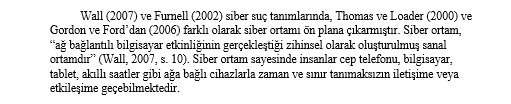 Wall (2007) ve Furnell (2002) siber suç tanımlarında, Thomas ve Loader (2000) ve
Gordon ve Ford’dan (2006) farklı olarak siber ortamı ön plana çıkarmıştır. Siber ortam,
“ağ bağlantılı bilgisayar etkinliğinin gerçekleştiği zihinsel olarak oluşturulmuş sanal
ortamdır” (Wall, 2007, s. 10). Siber ortam sayesinde insanlar cep telefonu, bilgisayar,
tablet, akıllı saatler gibi ağa bağlı cihazlarla zaman ve sınır tanımaksızın iletişime veya
etkileşime geçebilmektedir.